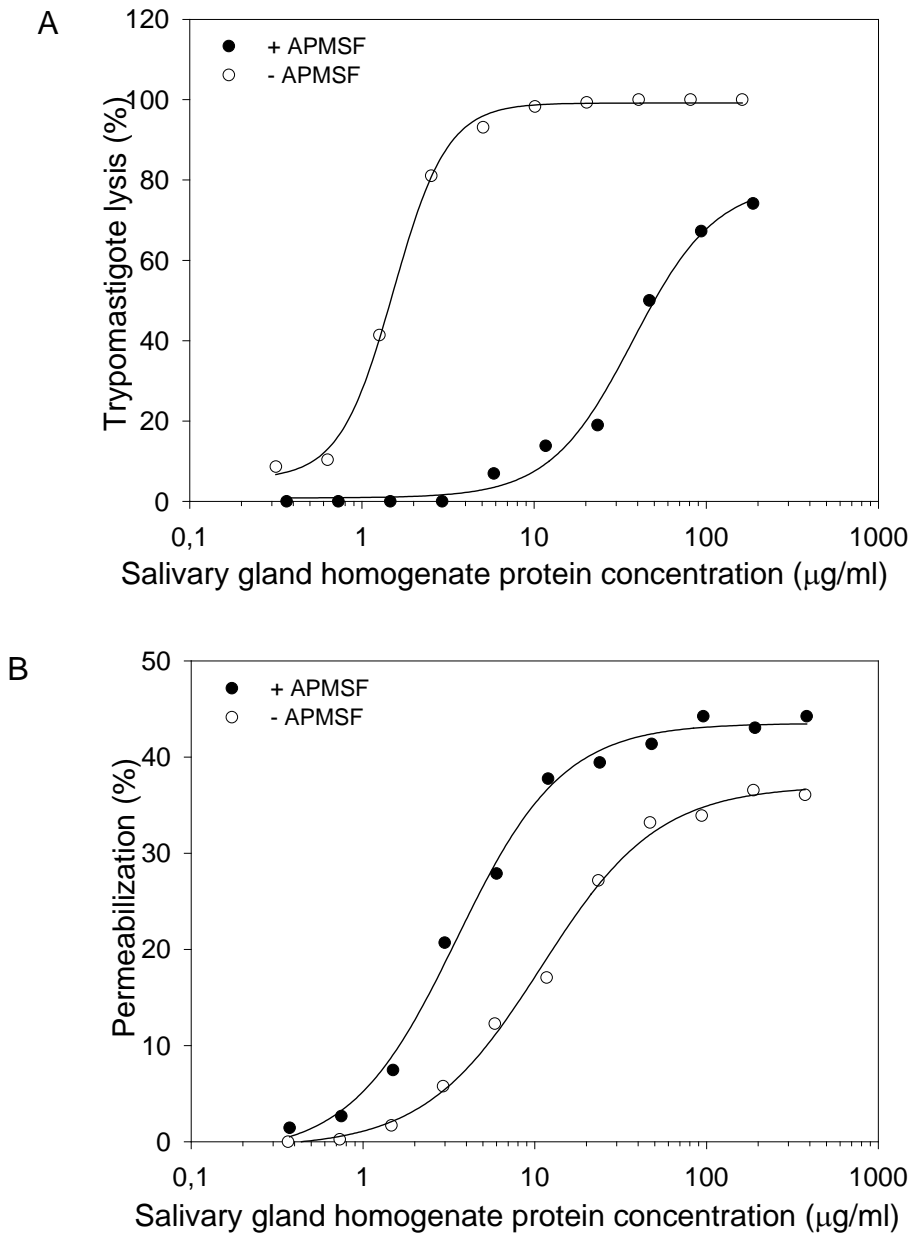 A
+ APMSF
- APMSF
Trypomastigote lysis (%)
120
100
80
60
40
20
0
0,1 1 10 100 1000
Salivary gland homogenate protein concentration (μg/ml)
B
+ APMSF
- APMSF
Permeabilization (%)
50
40
30
20
10
0
0,1 1 10 100 1000
Salivary gland homogenate protein concentration (μg/ml)